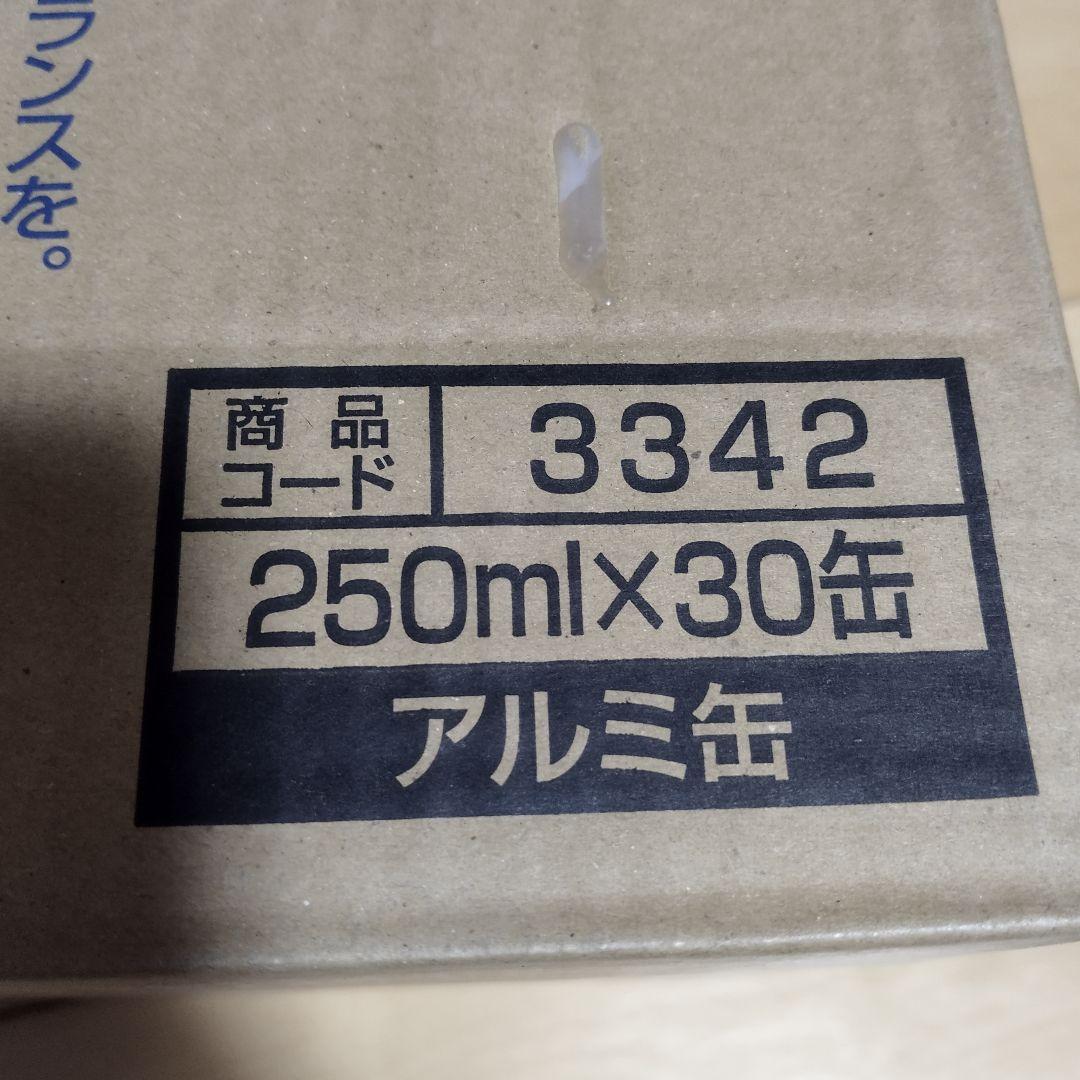 ランスを。
商品
コード
3342
250ml×30缶
アルミ缶